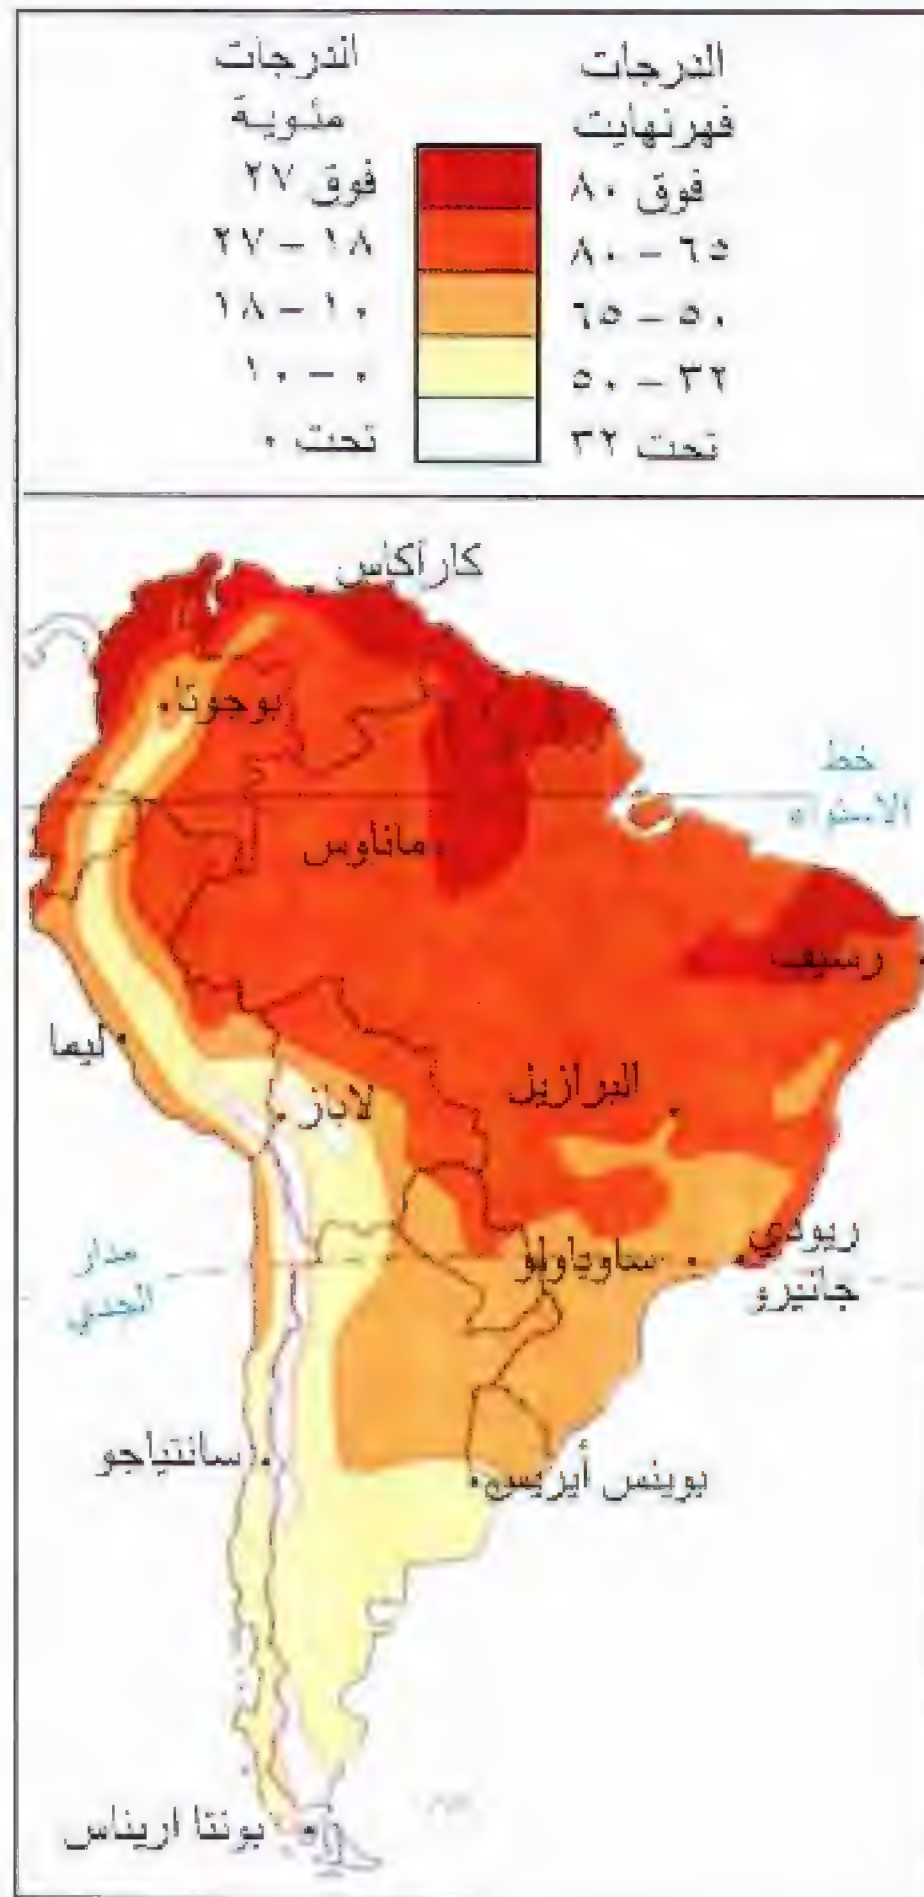 الدرجات
فهرنهايت
فوق ٨٠
٦٥ – ٨٠
٥٠ – ٦٥
٣٢ – ٥٠
تحت ٣٢
الدرجات
مئوية
فوق ٢٧
١٨ – ٢٧
١٠ – ١٨
٠ – ١٠
تحت ٠
كاراكاس
بوجوتا
خط
الاستواء
ماناوس
رسيف
ليما
البرازيل
لاباز
ريودي
جانيرو
ساوباولو
مدار
الجدي
سانتياجو
بوينس أيريس
بونتا اريناس